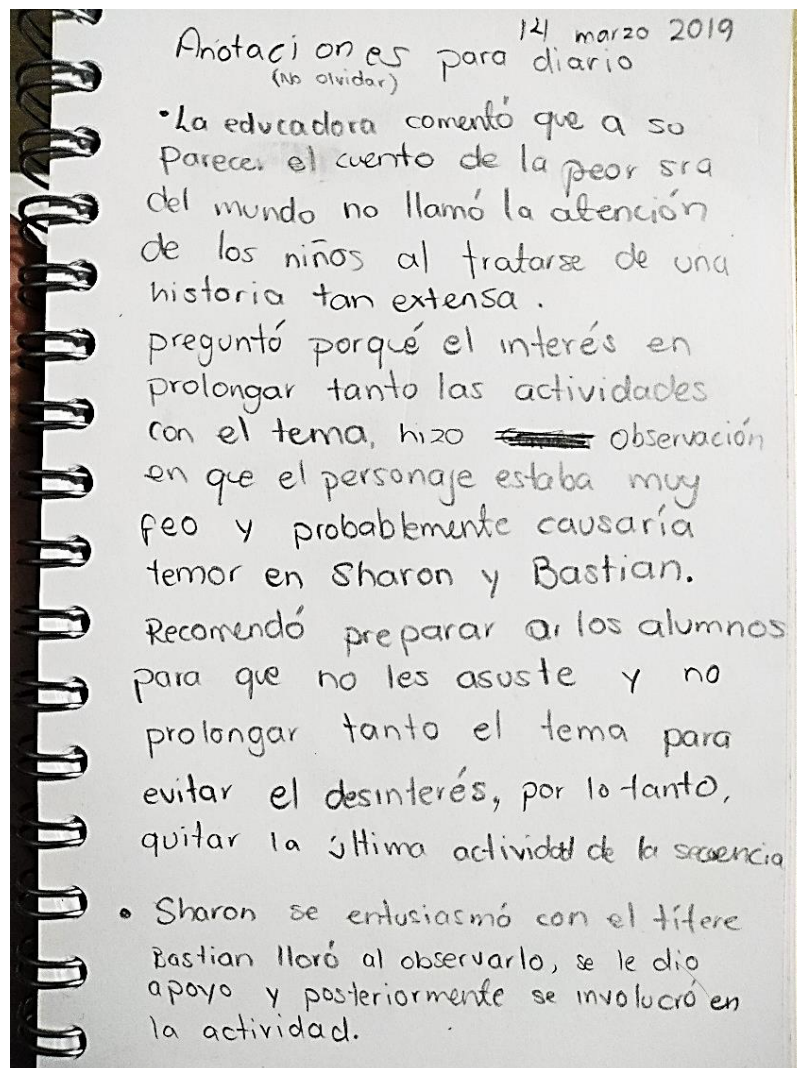 14 marzo 2019
Anotaciones para diario
(No olvidar)
•La educadora comentó que a su
parecer el cuento de la peor sra
del mundo no llamó la atención
de los niños al tratarse de una
historia tan extensa.
preguntó porqué el interés en
prolongar tanto las actividades
con el tema, hizo observación
en que el personaje estaba muy
feo y probablemente causaría
temor en Sharon y Bastian.
Recomendó preparar a los alumnos
para que no les asuste y no
prolongar tanto el tema para
evitar el desinterés, por lo tanto,
quitar la última actividad de la secuencia
• Sharon se entusiasmó con el títere
Bastian lloró al observarlo, se le dio
apoyo y posteriormente se involucró en
la actividad.